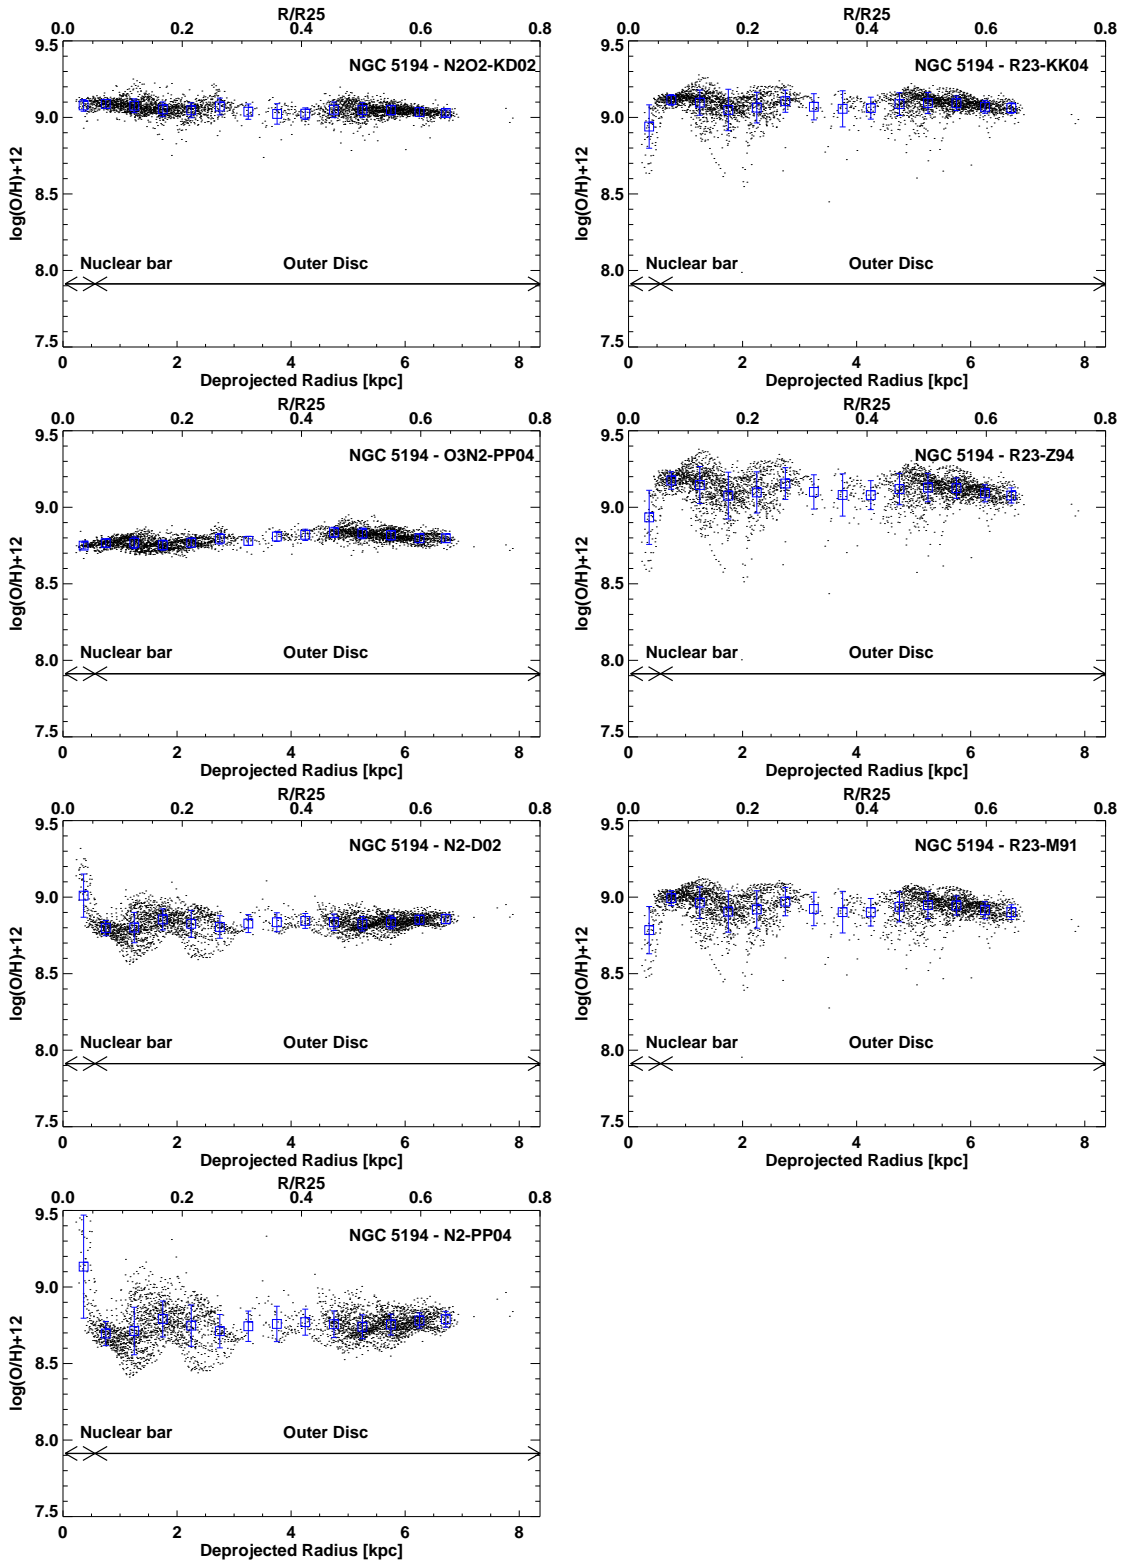 R/R25
0.0 0.2 0.4 0.6 0.8
9.5
9.0
8.5
8.0
7.5
log(O/H)+12
NGC 5194 - N2O2-KD02
Nuclear bar Outer Disc
0 2 4 6 8
Deprojected Radius [kpc]
R/R25
0.0 0.2 0.4 0.6 0.8
9.5
9.0
8.5
8.0
7.5
log(O/H)+12
NGC 5194 - R23-KK04
Nuclear bar Outer Disc
0 2 4 6 8
Deprojected Radius [kpc]
R/R25
0.0 0.2 0.4 0.6 0.8
9.5
9.0
8.5
8.0
7.5
log(O/H)+12
NGC 5194 - O3N2-PP04
Nuclear bar Outer Disc
0 2 4 6 8
Deprojected Radius [kpc]
R/R25
0.0 0.2 0.4 0.6 0.8
9.5
9.0
8.5
8.0
7.5
log(O/H)+12
NGC 5194 - R23-Z94
Nuclear bar Outer Disc
0 2 4 6 8
Deprojected Radius [kpc]
R/R25
0.0 0.2 0.4 0.6 0.8
9.5
9.0
8.5
8.0
7.5
log(O/H)+12
NGC 5194 - N2-D02
Nuclear bar Outer Disc
0 2 4 6 8
Deprojected Radius [kpc]
R/R25
0.0 0.2 0.4 0.6 0.8
9.5
9.0
8.5
8.0
7.5
log(O/H)+12
NGC 5194 - R23-M91
Nuclear bar Outer Disc
0 2 4 6 8
Deprojected Radius [kpc]
R/R25
0.0 0.2 0.4 0.6 0.8
9.5
9.0
8.5
8.0
7.5
log(O/H)+12
NGC 5194 - N2-PP04
Nuclear bar Outer Disc
0 2 4 6 8
Deprojected Radius [kpc]